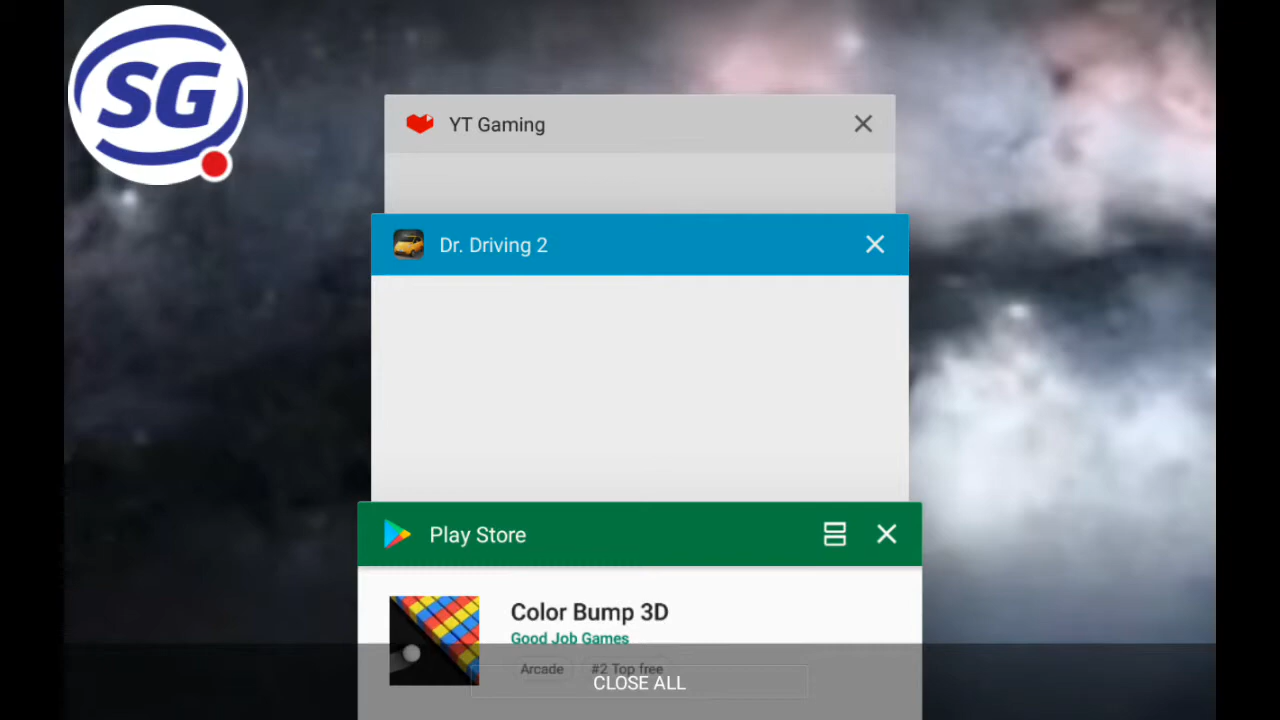 SG
YT Gaming
Dr. Driving 2
Play Store
Color Bump 3D
Good Job Games
Arcade #2 Top free
CLOSE ALL